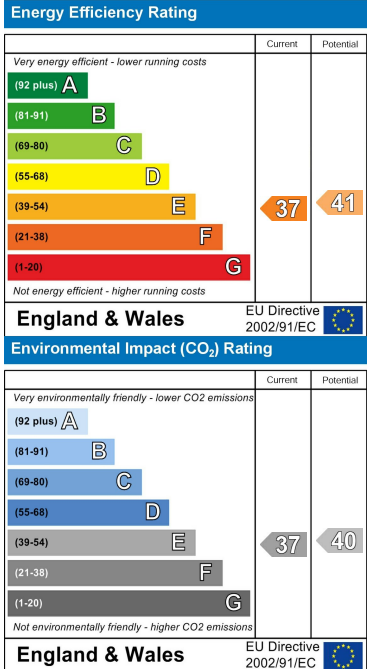 Energy Efficiency Rating
Current Potential
Very energy efficient - lower running costs
(92 plus) A
(81-91) B
(69-80) C
(55-68) D
(39-54) E
37 41
(21-38) F
(1-20) G
Not energy efficient - higher running costs
England & Wales
EU Directive
2002/91/EC
Environmental Impact (CO₂) Rating
Current Potential
Very environmentally friendly - lower CO2 emissions
(92 plus) A
(81-91) B
(69-80) C
(55-68) D
(39-54) E
37 40
(21-38) F
(1-20) G
Not environmentally friendly - higher CO2 emissions
England & Wales
EU Directive
2002/91/EC